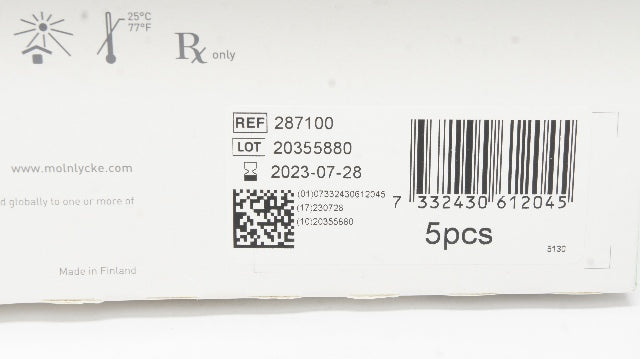 25°C
77°F
Rx only
REF 287100
LOT 20355880
2023-07-28
www.molnlycke.com
(01)07332430612045
(17)230728
(10)20355880
7 332430 612045
d globally to one or more of
5pcs
5130
Made in Finland